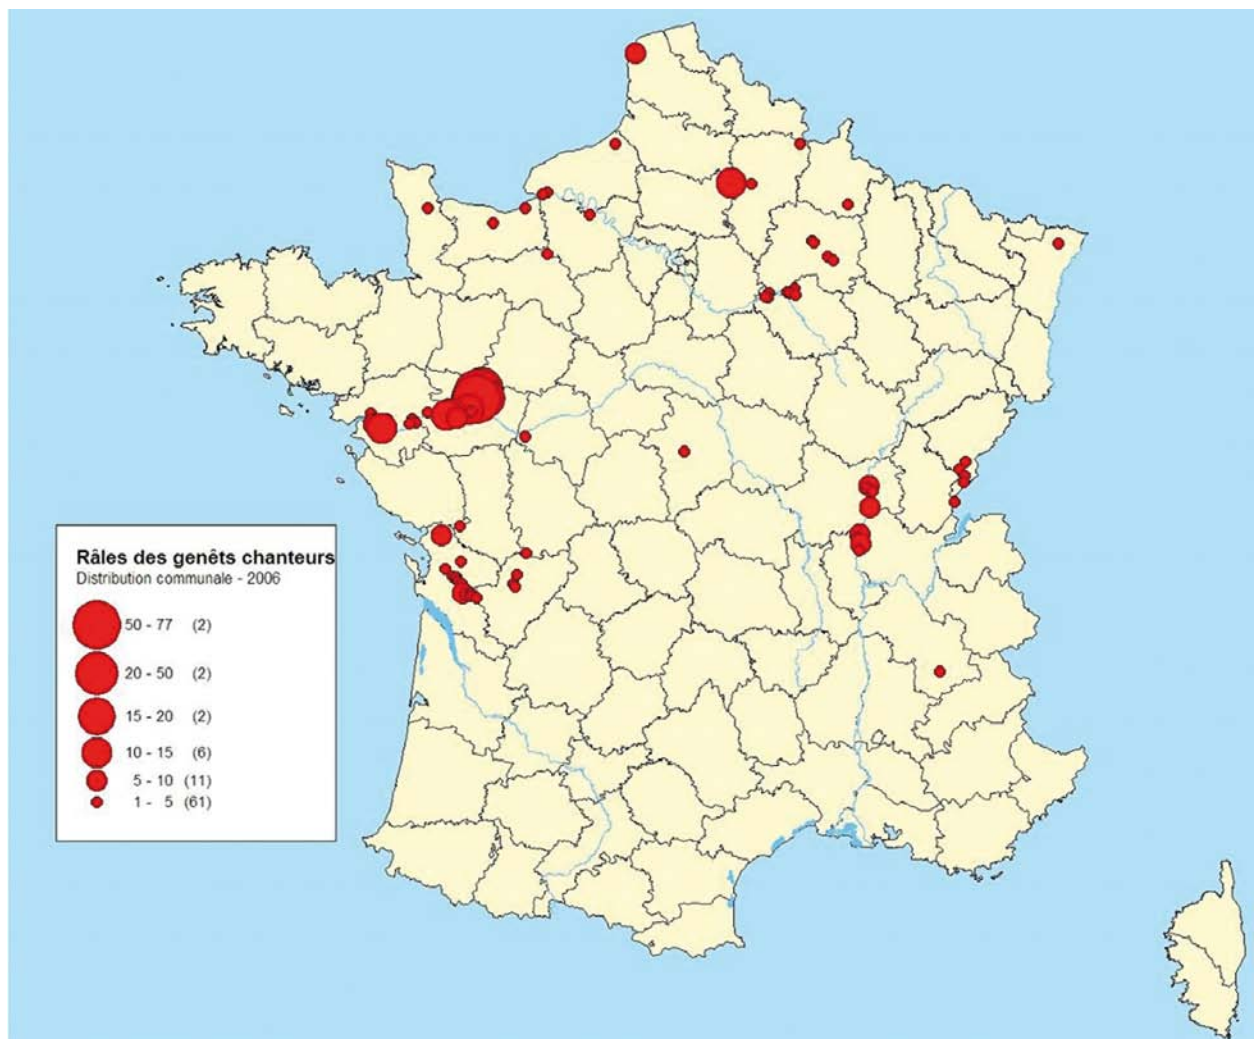 Râles des genêts chanteurs
Distribution communale - 2006
50 - 77 (2)
20 - 50 (2)
15 - 20 (2)
10 - 15 (6)
5 - 10 (11)
1 - 5 (61)